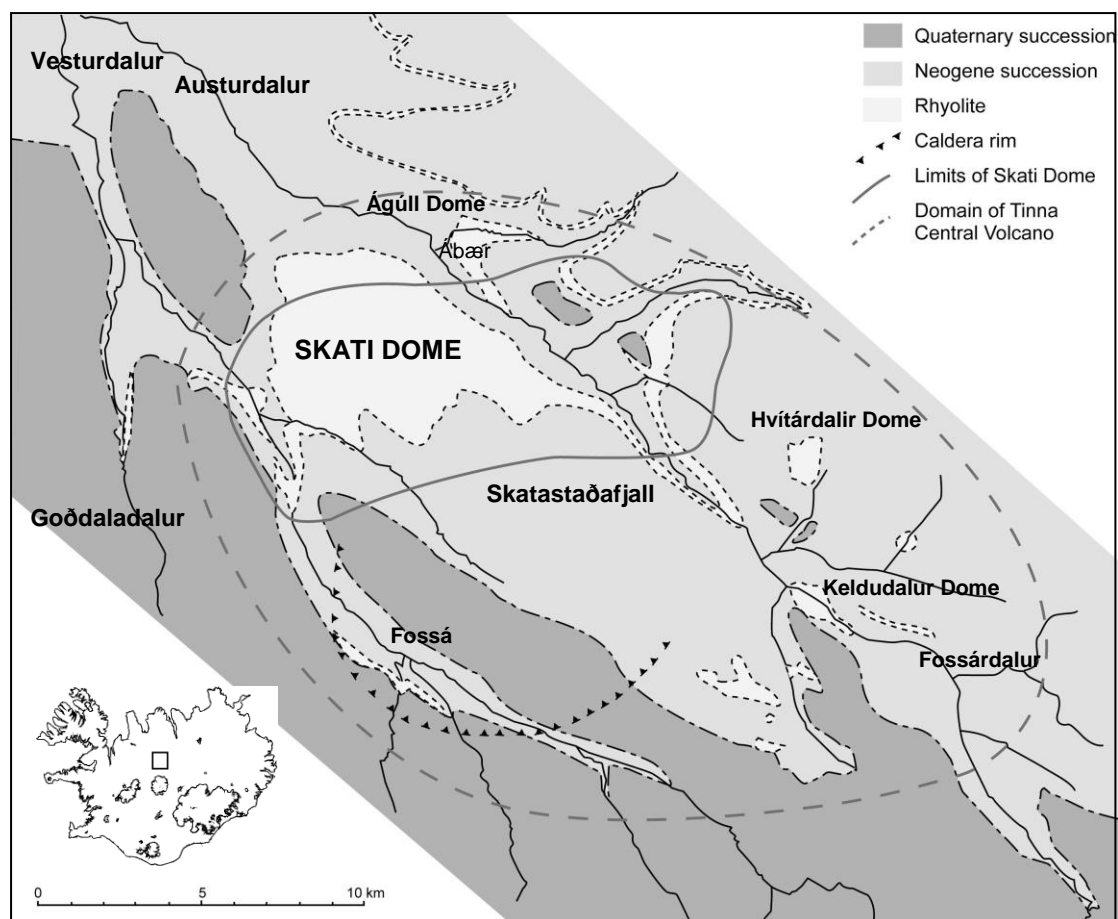 Vesturdalur
Austurdalur
Quaternary succession
Neogene succession
Rhyolite
Caldera rim
Limits of Skati Dome
Domain of Tinna
Central Volcano
Ágúll Dome
Ábær
SKATI DOME
Hvítárdalir Dome
Skatastaðafjall
Goðdaladalur
Keldudalur Dome
Fossá
Fossárdalur
0 5 10 km